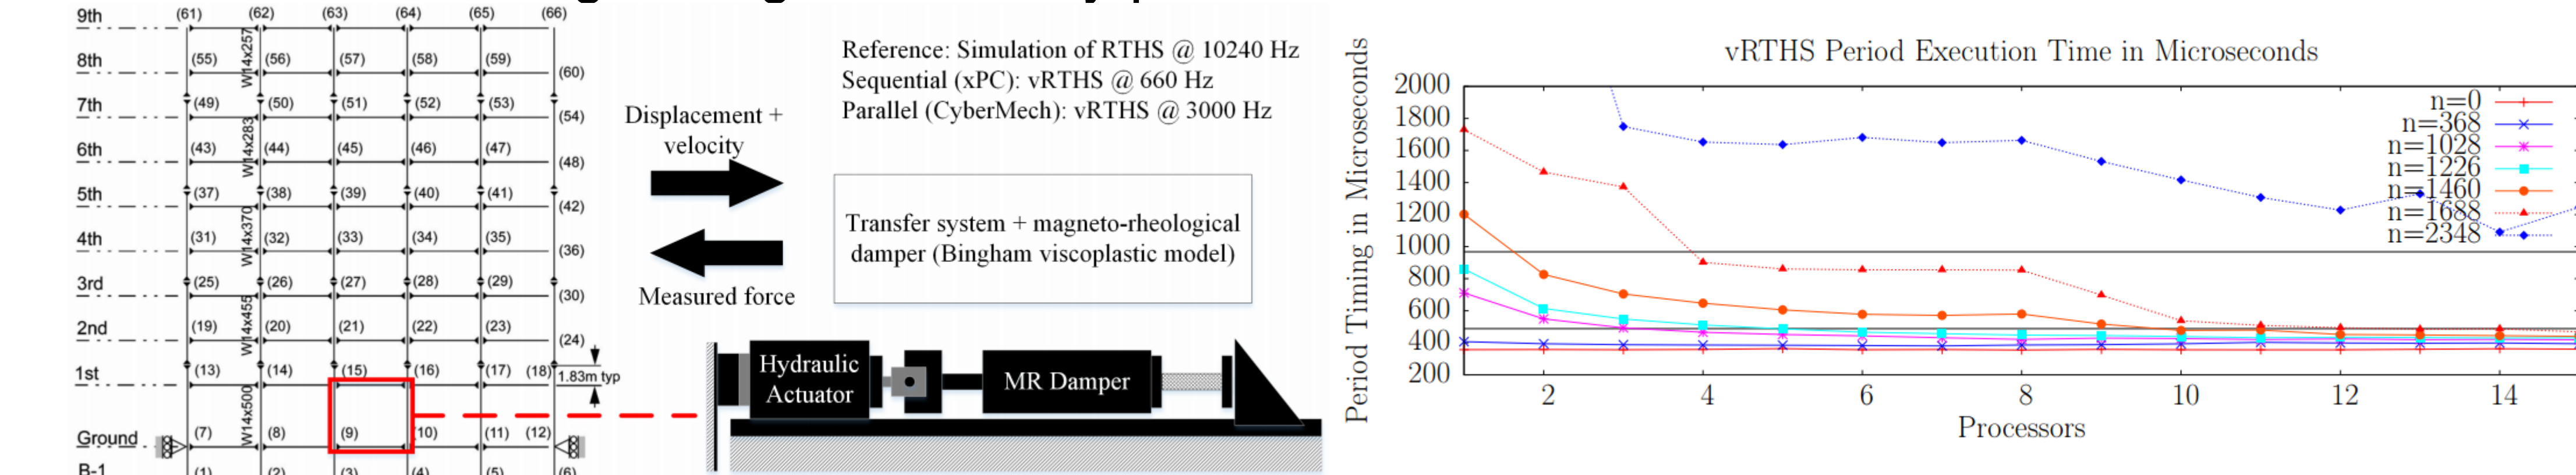 9th (61) (62) (63) (64) (65) (66)
W14x257
8th (55) (56) (57) (58) (59)
(60)
7th (49) (50) (51) (52) (53)
(54)
W14x283
6th (43) (44) (45) (46) (47)
(48)
5th (37) (38) (39) (40) (41)
(42)
W14x370
4th (31) (32) (33) (34) (35)
(36)
3rd (25) (26) (27) (28) (29)
(30)
W14x455
2nd (19) (20) (21) (22) (23)
(24)
1st (13) (14) (15) (16) (17) (18)
1.83m typ
W14x500
Ground (7) (8) (9) (10) (11) (12)
B-1 (1) (2) (3) (4) (5) (6)
Displacement +
velocity
Measured force
Reference: Simulation of RTHS @ 10240 Hz
Sequential (xPC): vRTHS @ 660 Hz
Parallel (CyberMech): vRTHS @ 3000 Hz
Transfer system + magneto-rheological
damper (Bingham viscoplastic model)
Hydraulic
Actuator
MR Damper
vRTHS Period Execution Time in Microseconds
Period Timing in Microseconds
2000
1800
1600
1400
1200
1000
800
600
400
200
n=0
n=368
n=1028
n=1226
n=1460
n=1688
n=2348
2 4 6 8 10 12 14
Processors